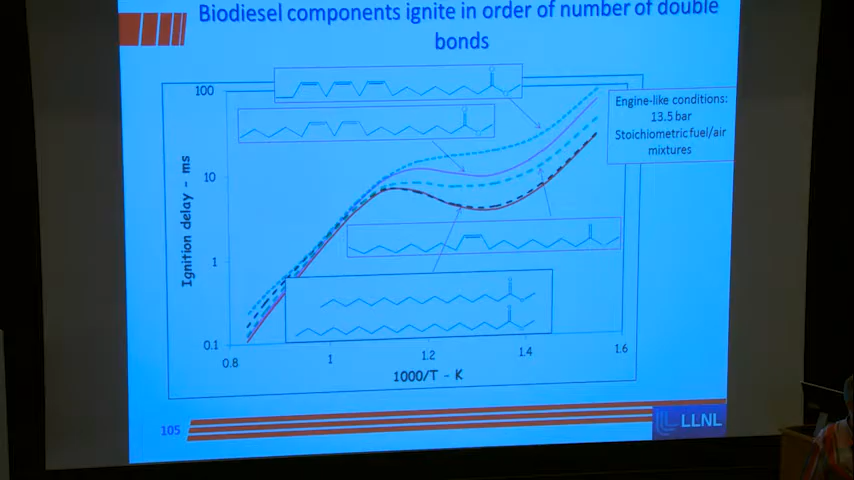 Biodiesel components ignite in order of number of double
bonds
Engine-like conditions:
13.5 bar
Stoichiometric fuel/air
mixtures
Ignition delay - ms
100
10
1
0.1
0.8
1
1.2
1.4
1.6
1000/T - K
105
LLNL